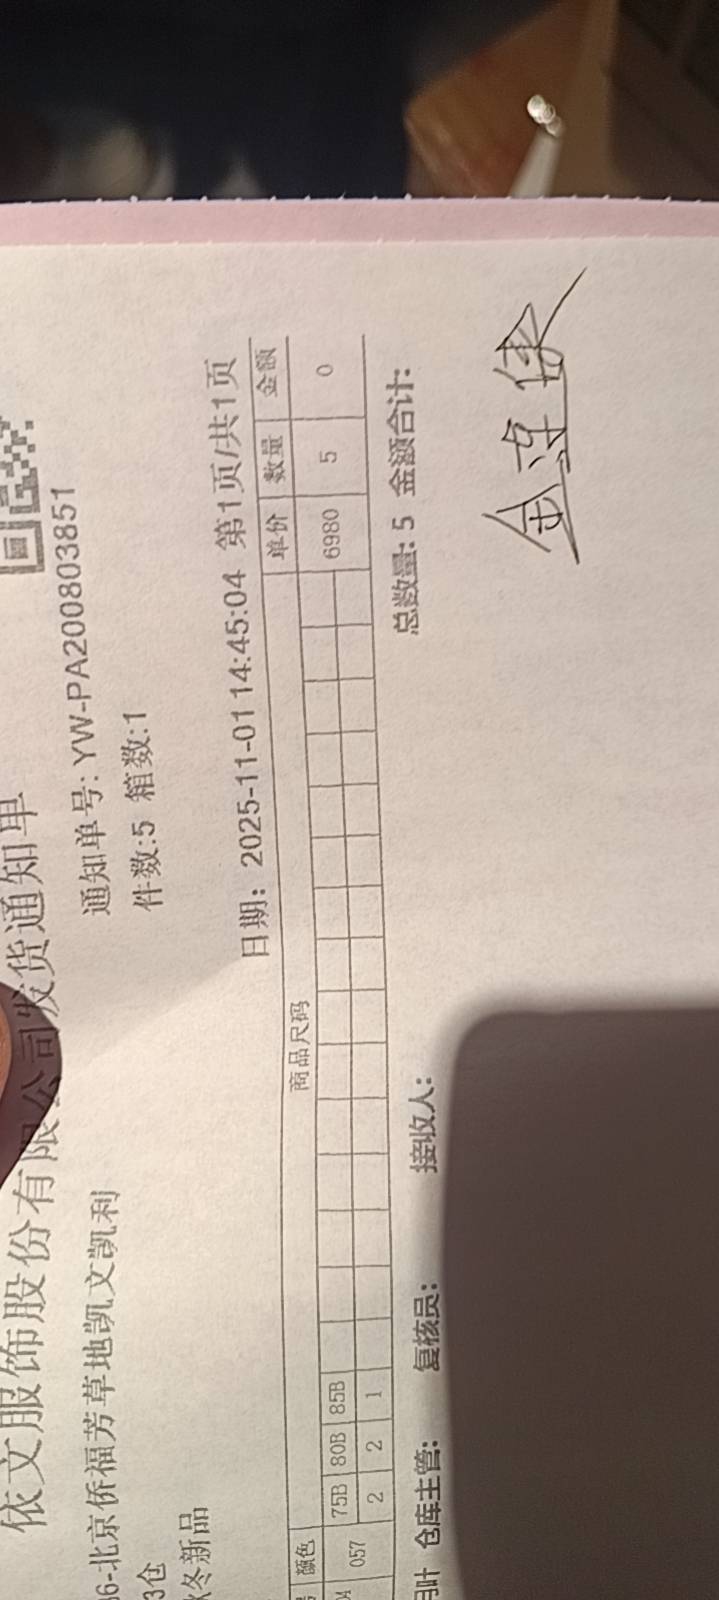 依文服饰股份有限公司发货通知单
通知单号: YW-PA200803851
6-北京侨福芳草地凯文凯利
件数:5 箱数:1
3仓
冬新品
日期: 2025-11-01 14:45:04 第1页/共1页
颜色 商品尺码 单价 数量 金额
75B 80B 85B
057 2 2 1 6980 5 0
总数量: 5 金额合计:
仓库主管: 复核员: 接收人: